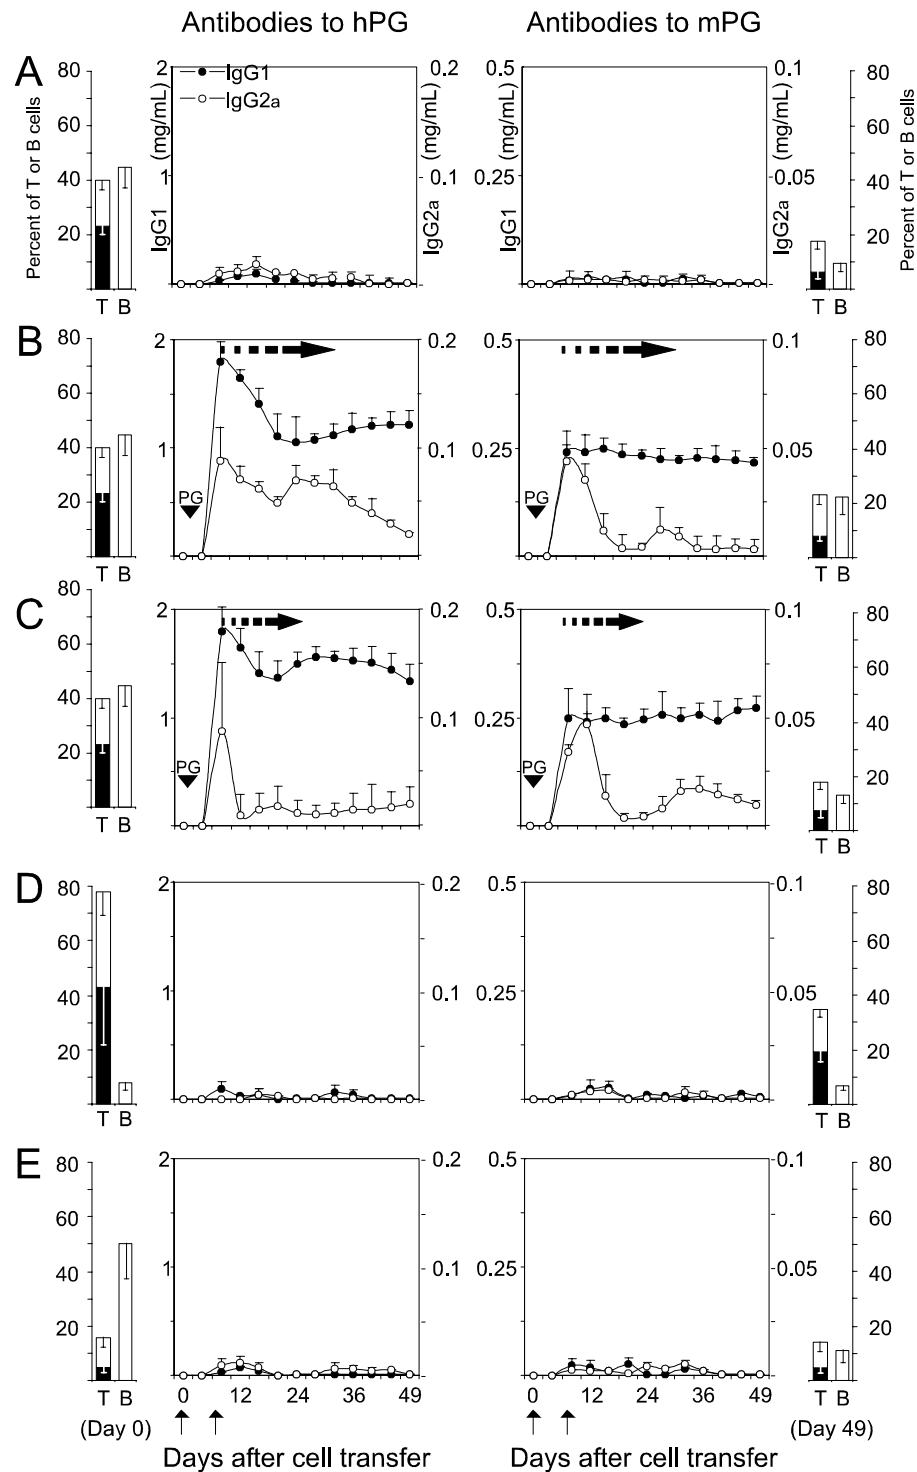 Antibodies to hPG
Antibodies to mPG
A
80
60
40
20
Percent of T or B cells
T B
2
1
IgG1 (mg/mL)
IgG1
IgG2a
0.2
0.1
IgG2a (mg/mL)
0.5
0.25
IgG1 (mg/mL)
0.1
0.05
IgG2a (mg/mL)
80
60
40
20
Percent of T or B cells
T B
B
80
60
40
20
T B
2
1
PG
0.2
0.1
0.5
0.25
PG
0.1
0.05
80
60
40
20
T B
C
80
60
40
20
T B
2
1
PG
0.2
0.1
0.5
0.25
PG
0.1
0.05
80
60
40
20
T B
D
80
60
40
20
T B
2
1
0.2
0.1
0.5
0.25
0.1
0.05
80
60
40
20
T B
E
80
60
40
20
T B
(Day 0)
2
1
0.2
0.1
0 12 24 36 49
0.5
0.25
0.1
0.05
0 12 24 36 49
80
60
40
20
T B
(Day 49)
Days after cell transfer
Days after cell transfer